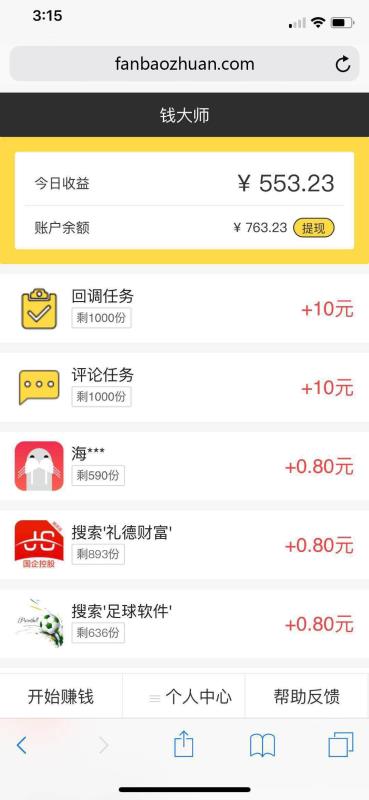 3:15
fanbaozhuan.com
钱大师
今日收益
¥ 553.23
账户余额
¥ 763.23 提现
回调任务
剩1000份
+10元
评论任务
剩1000份
+10元
海***
剩590份
+0.80元
JS
国企控股
搜索'礼德财富'
剩893份
+0.80元
搜索'足球软件'
剩636份
+0.80元
开始赚钱
个人中心
帮助反馈